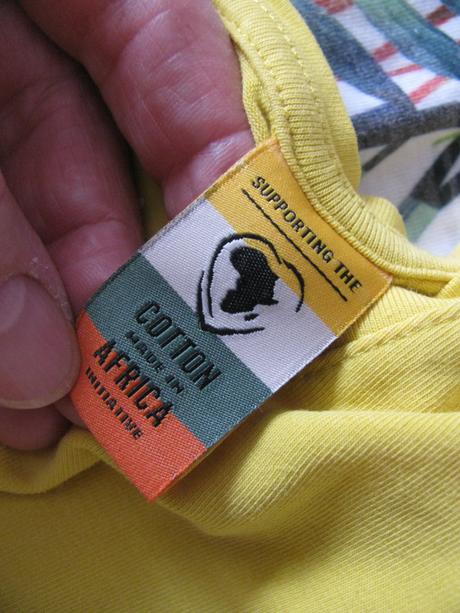 SUPPORTING THE
COTTON
MADE IN
AFRICA
INITIATIVE